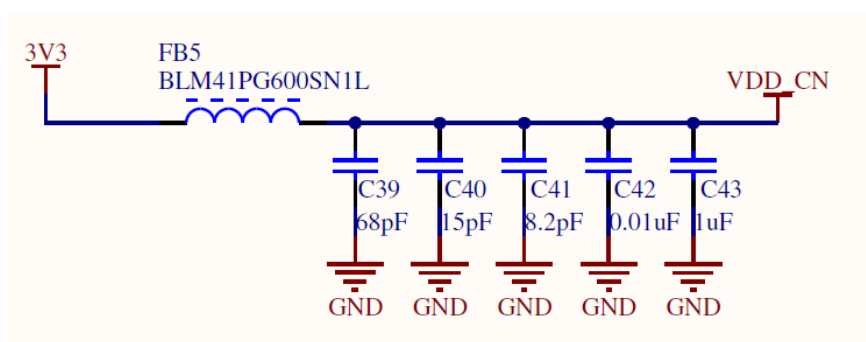 3V3
FB5
BLM41PG600SN1L
VDD_CN
C39
68pF
C40
15pF
C41
8.2pF
C42
0.01uF
C43
1uF
GND
GND
GND
GND
GND